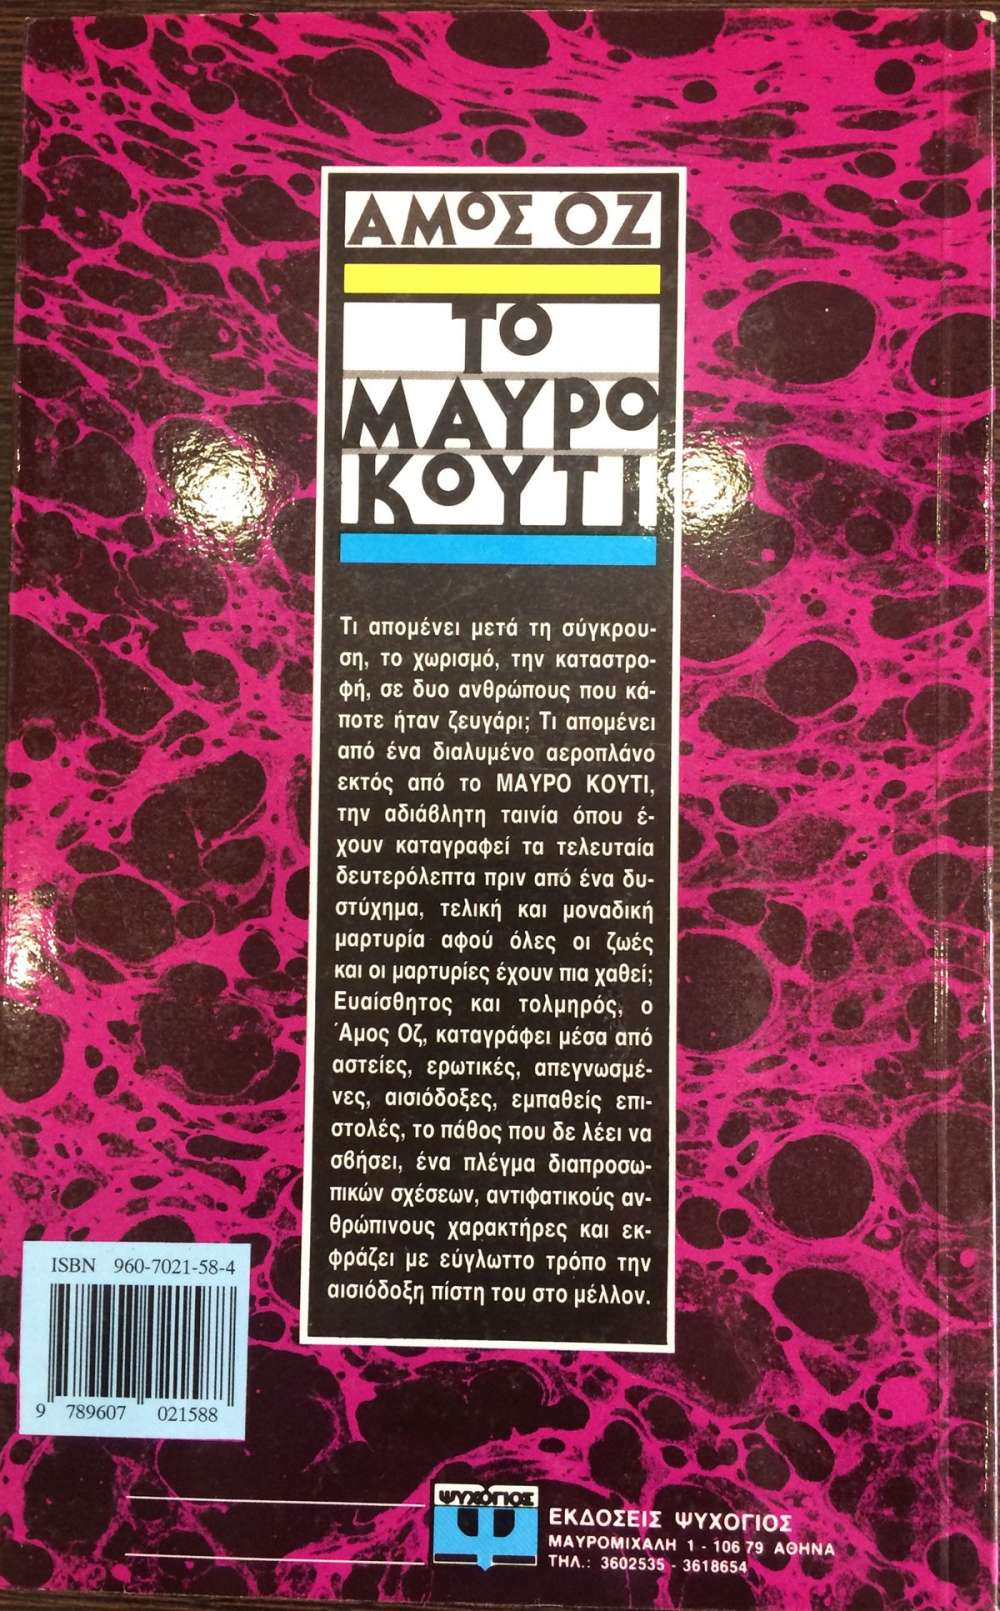 ΑΜΟΣ ΟΖ
ΤΟ
ΜΑΥΡΟ
ΚΟΥΤΙ
Τι απομένει μετά τη σύγκρου-
ση, το χωρισμό, την καταστρο-
φή, σε δυο ανθρώπους που κά-
ποτε ήταν ζευγάρι; Τι απομένει
από ένα διαλυμένο αεροπλάνο
εκτός από το ΜΑΥΡΟ ΚΟΥΤΙ,
την αδιάβλητη ταινία όπου έ-
χουν καταγραφεί τα τελευταία
δευτερόλεπτα πριν από ένα δυ-
στύχημα, τελική και μοναδική
μαρτυρία αφού όλες οι ζωές
και οι μαρτυρίες έχουν πια χαθεί;
Ευαίσθητος και τολμηρός, ο
Άμος Οζ, καταγράφει μέσα από
αστείες, ερωτικές, απεγνωσμέ-
νες, αισιόδοξες, εμπαθείς επι-
στολές, το πάθος που δε λέει να
σβήσει, ένα πλέγμα διαπροσω-
πικών σχέσεων, αντιφατικούς αν-
θρώπινους χαρακτήρες και εκ-
φράζει με εύγλωττο τρόπο την
αισιόδοξη πίστη του στο μέλλον.
ISBN 960-7021-58-4
9 789607 021588
ΨΥΧΟΓΙΟΣ
ΕΚΔΟΣΕΙΣ ΨΥΧΟΓΙΟΣ
ΜΑΥΡΟΜΙΧΑΛΗ 1 - 106 79 ΑΘΗΝΑ
ΤΗΛ.: 3602535 - 3618654